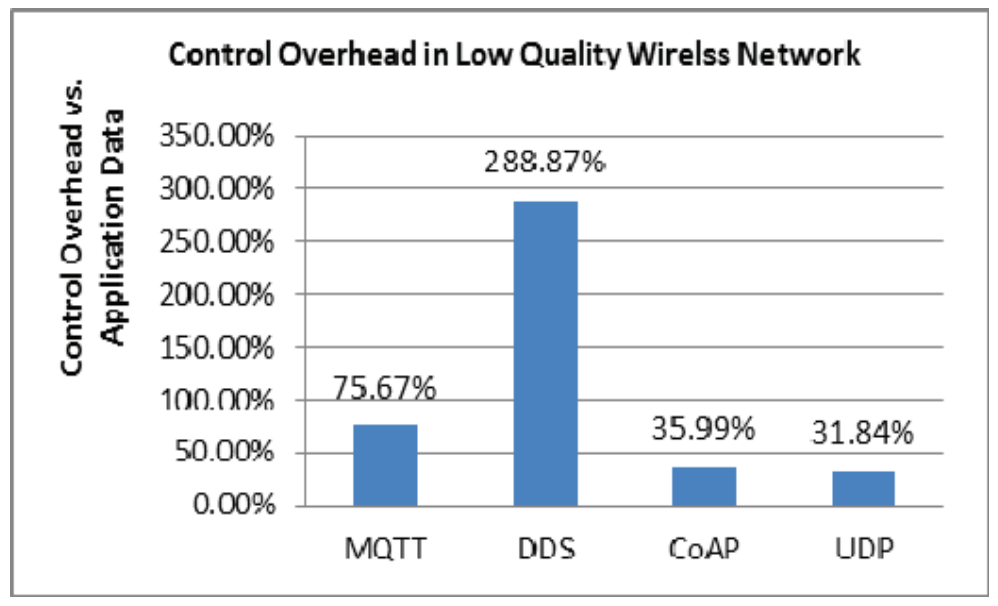 Control Overhead in Low Quality Wirelss Network
Control Overhead vs.
Application Data
350.00%
300.00%
250.00%
200.00%
150.00%
100.00%
50.00%
0.00%
75.67%
288.87%
35.99%
31.84%
MQTT
DDS
CoAP
UDP